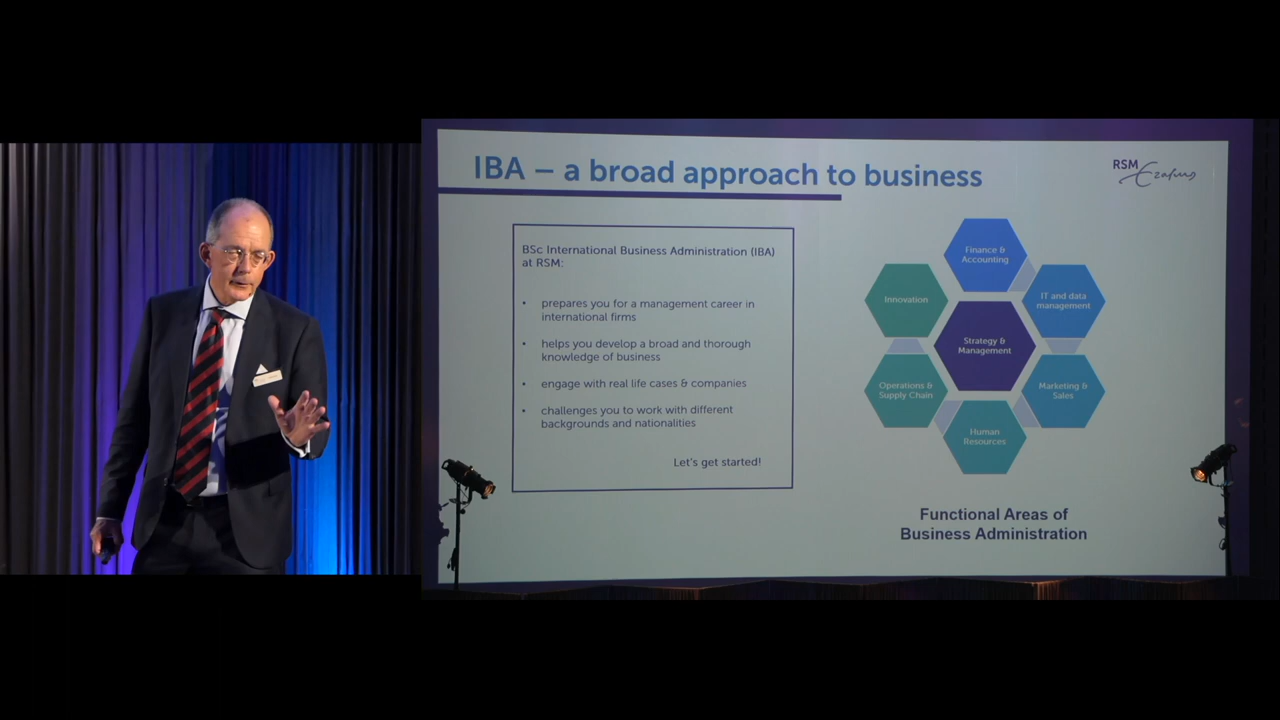 IBA – a broad approach to business
RSM
Erasmus
BSc International Business Administration (IBA)
at RSM:
• prepares you for a management career in
international firms
• helps you develop a broad and thorough
knowledge of business
• engage with real life cases & companies
• challenges you to work with different
backgrounds and nationalities
Let's get started!
Finance &
Accounting
Innovation
IT and data
management
Strategy &
Management
Operations &
Supply Chain
Marketing &
Sales
Human
Resources
Functional Areas of
Business Administration